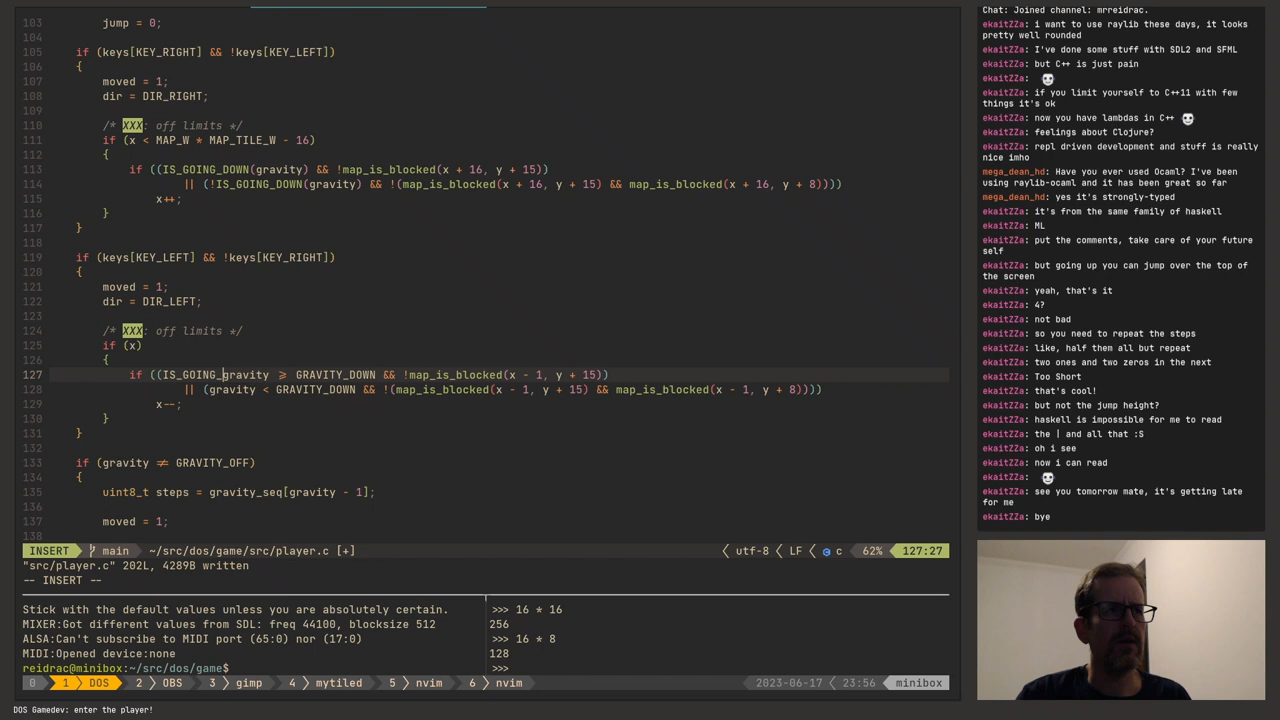 103 jump = 0;
104
105 if (keys[KEY_RIGHT] && !keys[KEY_LEFT])
106 {
107 moved = 1;
108 dir = DIR_RIGHT;
109
110 /* XXX: off limits */
111 if (x < MAP_W * MAP_TILE_W - 16)
112 {
113 if ((IS_GOING_DOWN(gravity) && !map_is_blocked(x + 16, y + 15))
114 || (!IS_GOING_DOWN(gravity) && !(map_is_blocked(x + 16, y + 15) && map_is_blocked(x + 16, y + 8))))
115 x++;
116 }
117 }
118
119 if (keys[KEY_LEFT] && !keys[KEY_RIGHT])
120 {
121 moved = 1;
122 dir = DIR_LEFT;
123
124 /* XXX: off limits */
125 if (x)
126 {
127 if ((IS_GOING_gravity ≥ GRAVITY_DOWN && !map_is_blocked(x - 1, y + 15))
128 || (gravity < GRAVITY_DOWN && !(map_is_blocked(x - 1, y + 15) && map_is_blocked(x - 1, y + 8))))
129 x--;
130 }
131 }
132
133 if (gravity ≠ GRAVITY_OFF)
134 {
135 uint8_t steps = gravity_seq[gravity - 1];
136
137 moved = 1;
138
INSERT main ~/src/dos/game/src/player.c [+] utf-8 LF c 62% 127:27
"src/player.c" 202L, 4289B written
-- INSERT --
Stick with the default values unless you are absolutely certain.
MIXER:Got different values from SDL: freq 44100, blocksize 512
ALSA:Can't subscribe to MIDI port (65:0) nor (17:0)
MIDI:Opened device:none
reidrac@minibox:~/src/dos/game$
>>> 16 * 16
256
>>> 16 * 8
128
>>>
0 1 DOS 2 OBS 3 gimp 4 mytiled 5 nvim 6 nvim 2023-06-17 23:56 minibox
DOS Gamedev: enter the player!
Chat: Joined channel: mrreidrac.
ekaitZZa: i want to use raylib these days, it looks
pretty well rounded
ekaitZZa: I've done some stuff with SDL2 and SFML
ekaitZZa: but C++ is just pain
ekaitZZa:
ekaitZZa: if you limit yourself to C++11 with few
things it's ok
ekaitZZa: now you have lambdas in C++
ekaitZZa: feelings about Clojure?
ekaitZZa: repl driven development and stuff is really
nice imho
mega_dean_hd: Have you ever used Ocaml? I've been
using raylib-ocaml and it has been great so far
mega_dean_hd: yes it's strongly-typed
ekaitZZa: it's from the same family of haskell
ekaitZZa: ML
ekaitZZa: put the comments, take care of your future
self
ekaitZZa: but going up you can jump over the top of
the screen
ekaitZZa: yeah, that's it
ekaitZZa: 4?
ekaitZZa: not bad
ekaitZZa: so you need to repeat the steps
ekaitZZa: like, half them all but repeat
ekaitZZa: two ones and two zeros in the next
ekaitZZa: Too Short
ekaitZZa: that's cool!
ekaitZZa: but not the jump height?
ekaitZZa: haskell is impossible for me to read
ekaitZZa: the | and all that :S
ekaitZZa: oh i see
ekaitZZa: now i can read
ekaitZZa:
ekaitZZa: see you tomorrow mate, it's getting late
for me
ekaitZZa: bye